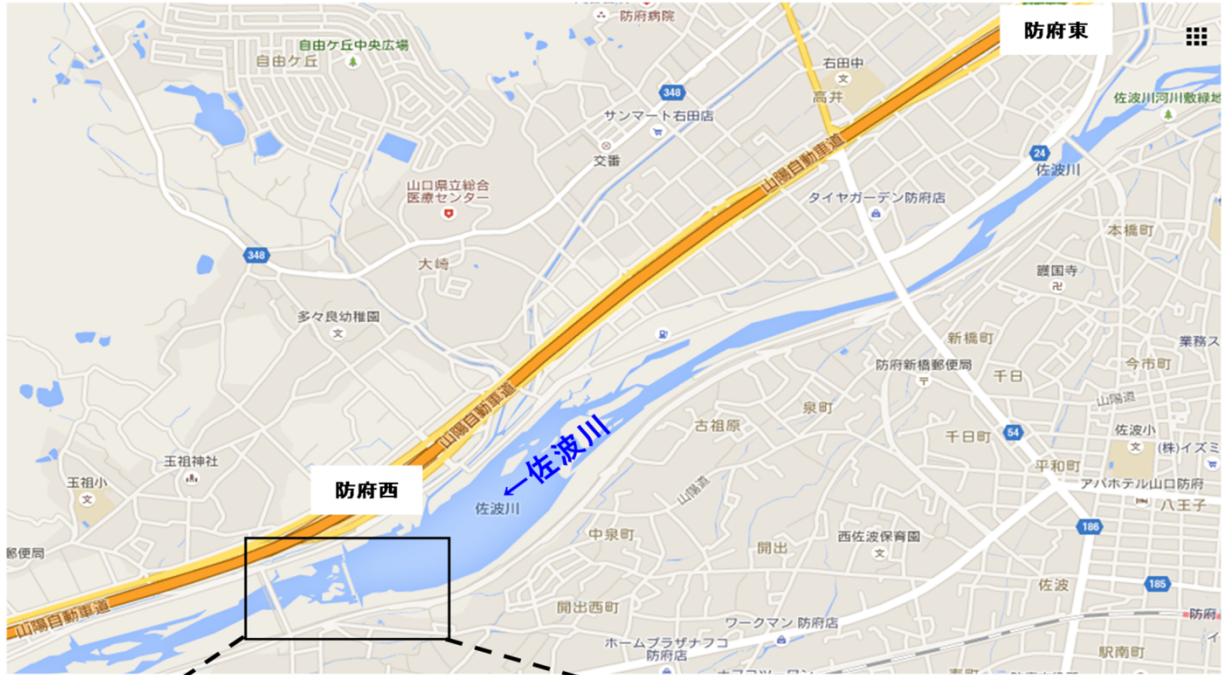 防府病院
防府東
自由ケ丘中央広場
自由ケ丘
右田中
高井
348
サンマート右田店
佐波川河川敷緑地
山陽自動車道
交番
24
佐波川
山口県立総合
医療センター
タイヤガーデン防府店
本橋町
348
大崎
護国寺
多々良幼稚園
新橋町
業務ス
防府新橋郵便局
千日
今市町
山陽自動車道
泉町
山陽道
古祖原
←佐波川
千日町
54
佐波小
(株)イズミ
玉祖神社
平和町
玉祖小
防府西
山陽道
アパホテル山口防府
八王子
佐波川
中泉町
西佐波保育園
186
郵便局
開出
佐波
185
山陽自動車道
開出西町
ワークマン 防府店
防府
イ
ホームプラザナフコ
防府店
駅南町